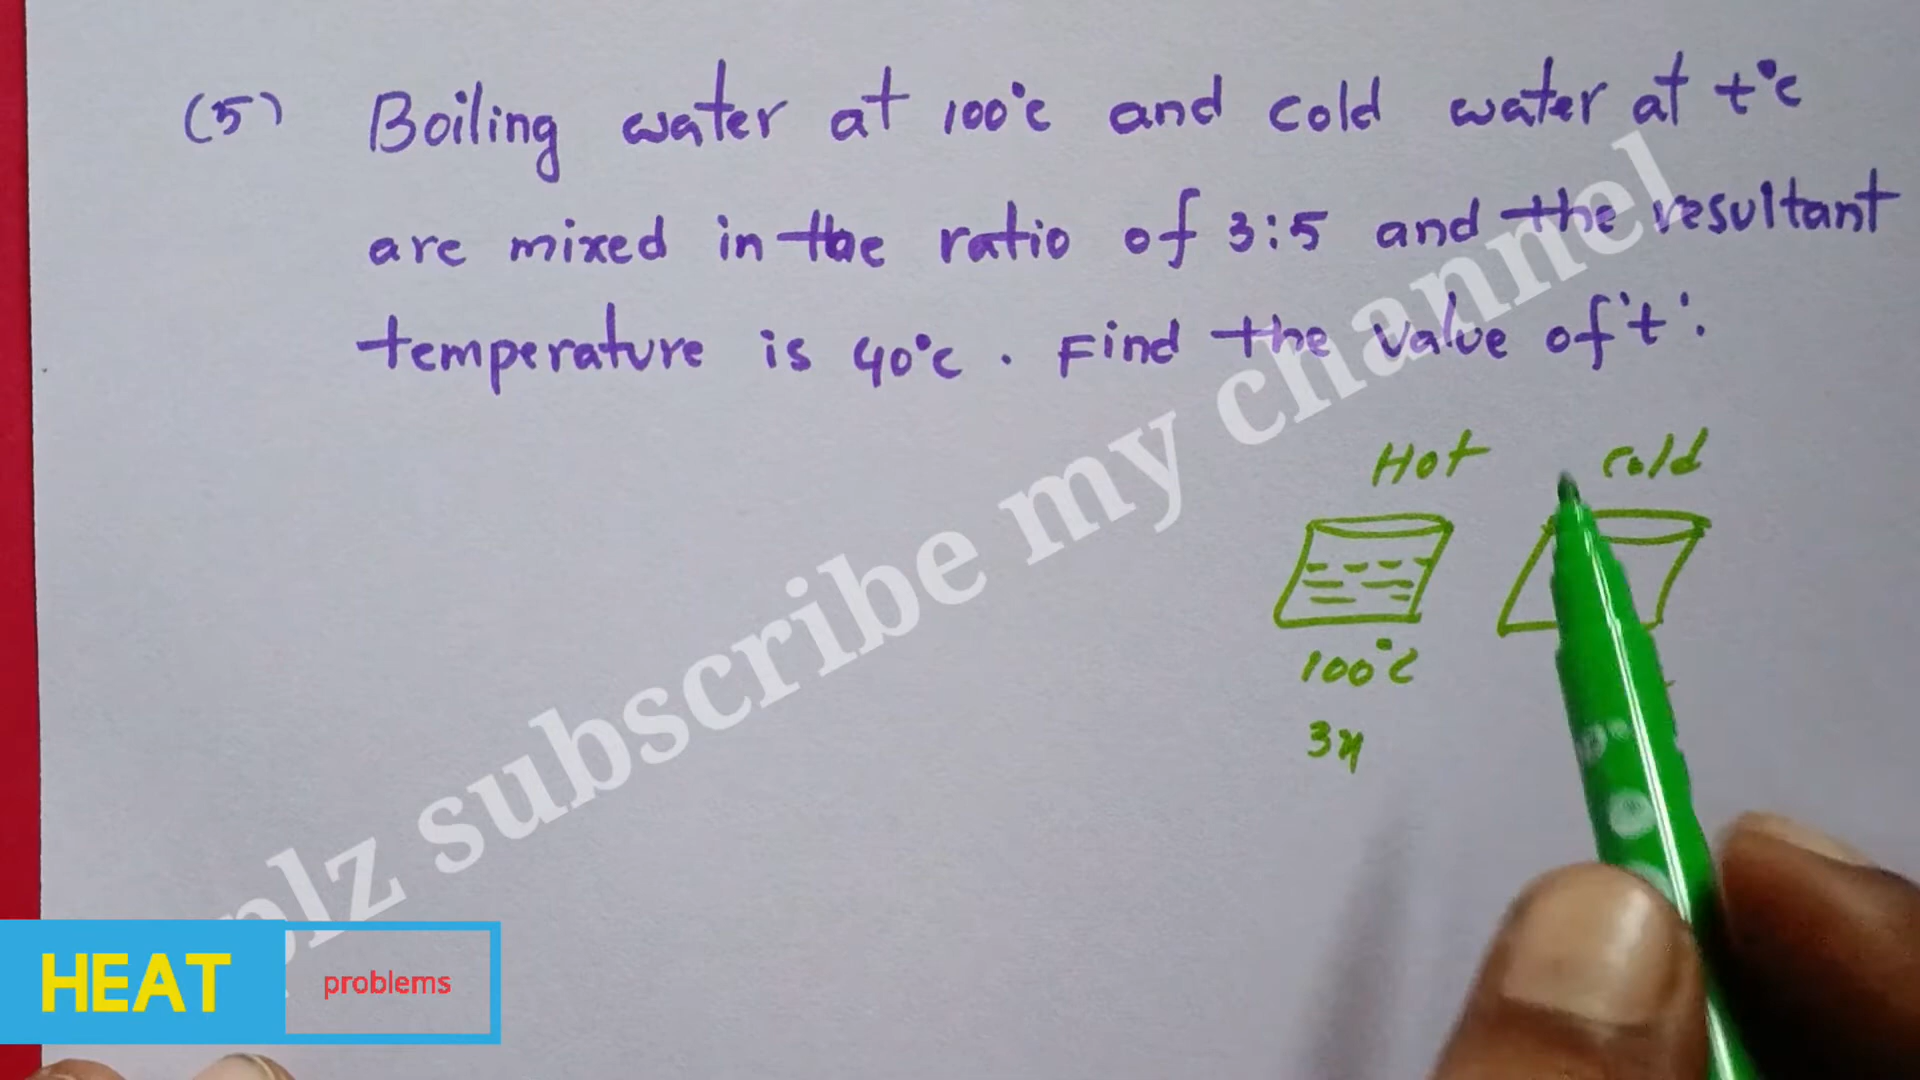 (5) Boiling water at 100°c and cold water at t°c
are mixed in the ratio of 3:5 and the resultant
temperature is 40°c. Find the value of 't'.
Hot cold
100°c
3x
plz subscribe my channel
HEAT problems